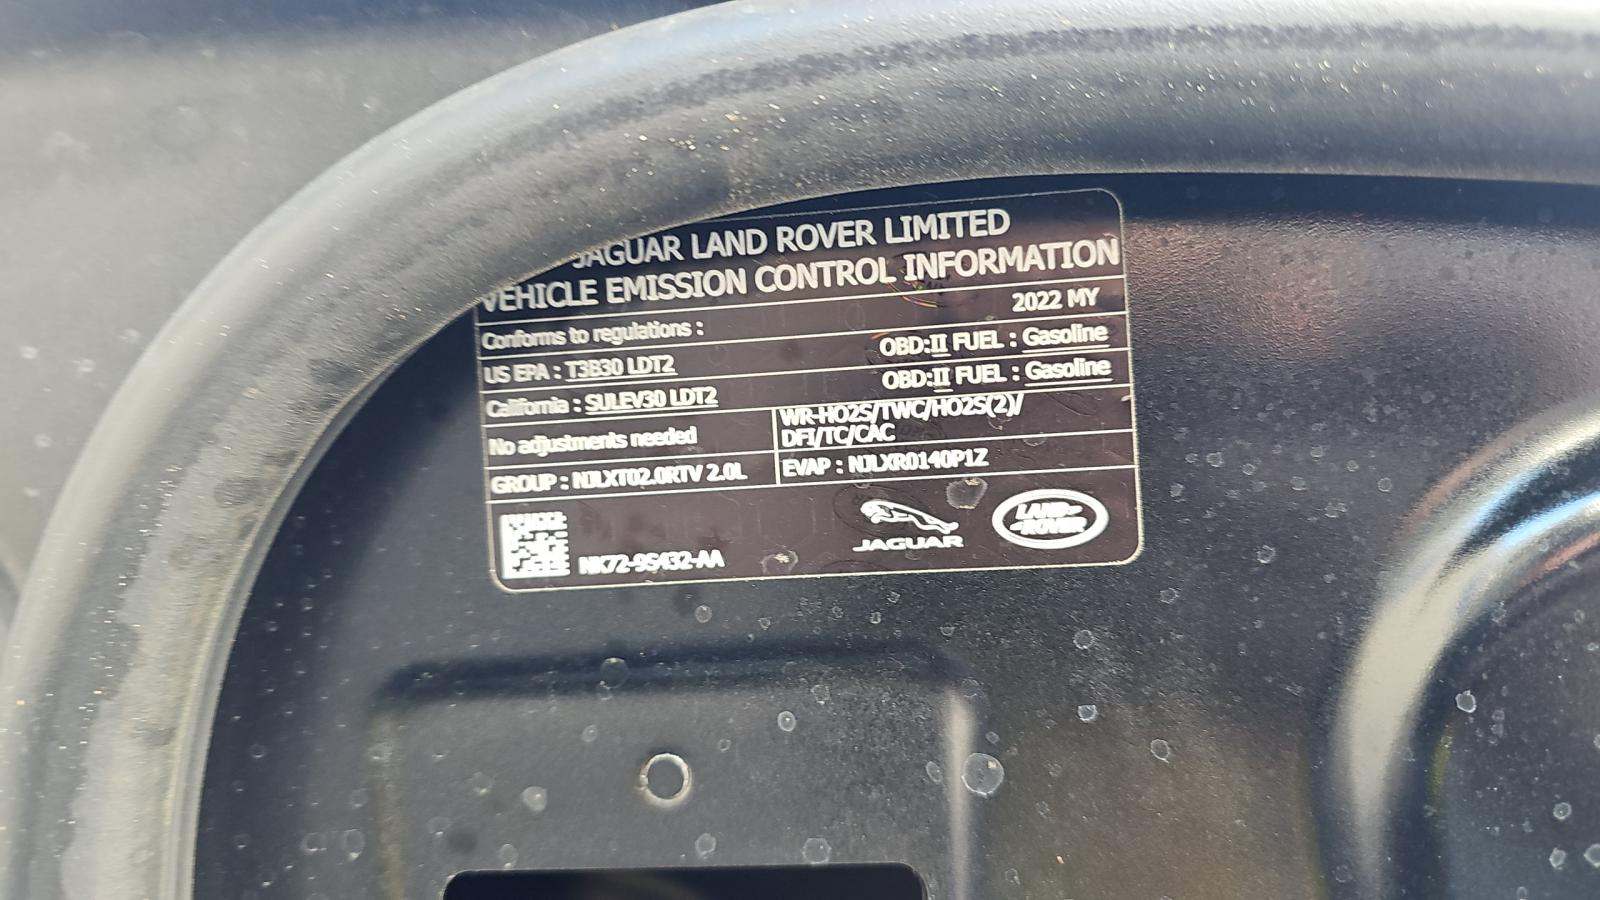 JAGUAR LAND ROVER LIMITED
VEHICLE EMISSION CONTROL INFORMATION
Conforms to regulations : 2022 MY
US EPA : T3B30 LDT2 OBD:II FUEL : Gasoline
California : SULEV30 LDT2 OBD:II FUEL : Gasoline
No adjustments needed
WR-HO2S/TWC/HO2S(2)/
DFI/TC/CAC
GROUP : NJLXT02.0RTV 2.0L
EVAP : NJLXR0140P1Z
NK72-9S432-AA
JAGUAR
LAND-
-ROVER